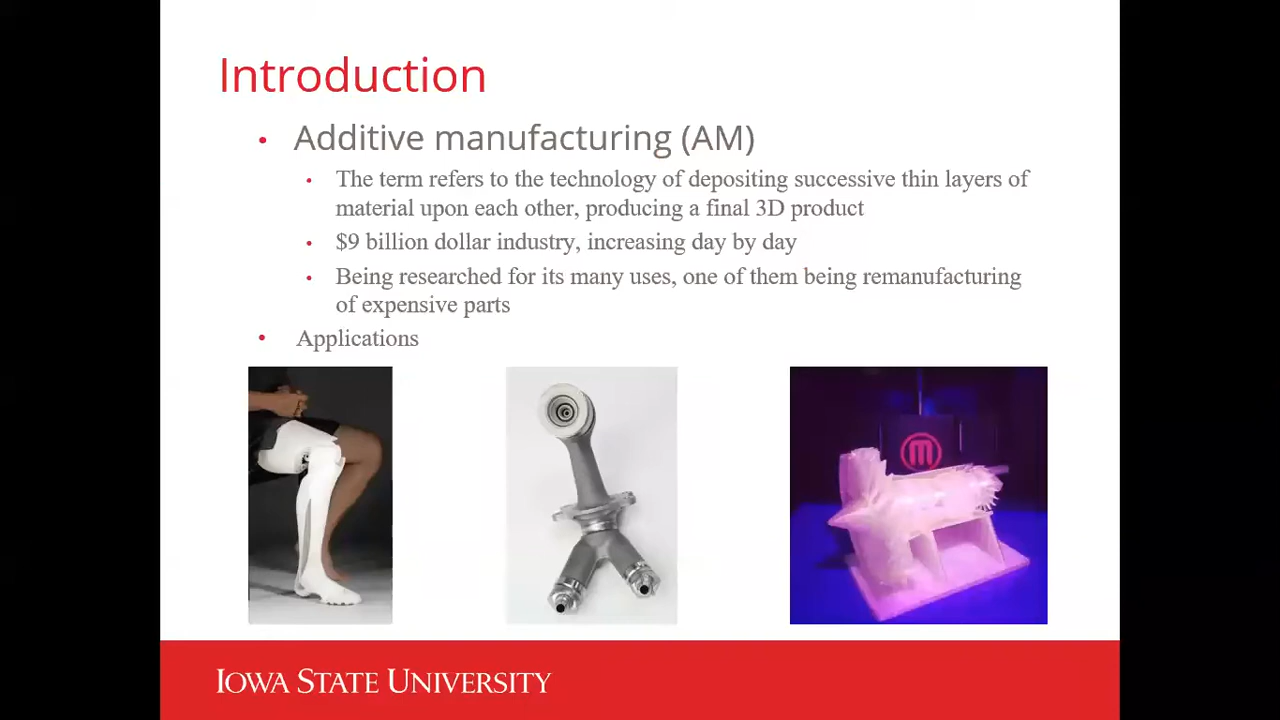 Introduction
Additive manufacturing (AM)
The term refers to the technology of depositing successive thin layers of
material upon each other, producing a final 3D product
$9 billion dollar industry, increasing day by day
Being researched for its many uses, one of them being remanufacturing
of expensive parts
Applications
IOWA STATE UNIVERSITY